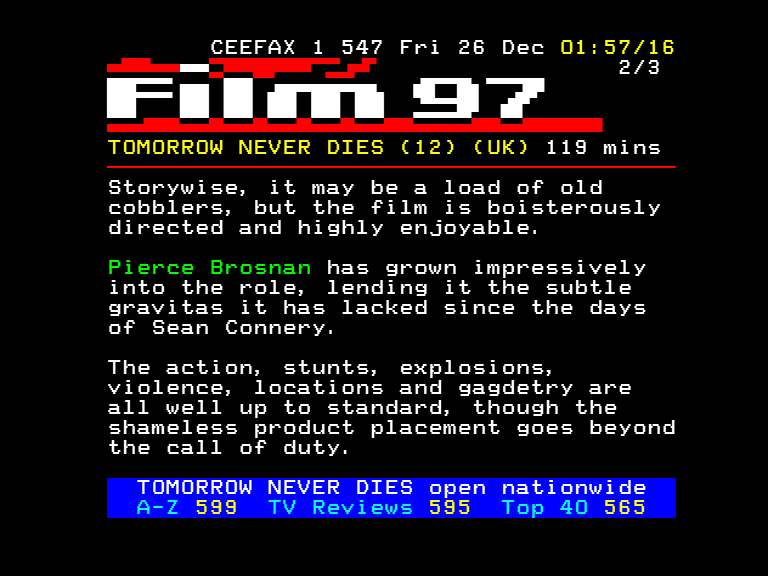 CEEFAX 1 547 Fri 26 Dec 01:57/16
2/3
Film 97
TOMORROW NEVER DIES (12) (UK) 119 mins
Storywise, it may be a load of old
cobblers, but the film is boisterously
directed and highly enjoyable.
Pierce Brosnan has grown impressively
into the role, lending it the subtle
gravitas it has lacked since the days
of Sean Connery.
The action, stunts, explosions,
violence, locations and gagdetry are
all well up to standard, though the
shameless product placement goes beyond
the call of duty.
TOMORROW NEVER DIES open nationwide
A-Z 599 TV Reviews 595 Top 40 565